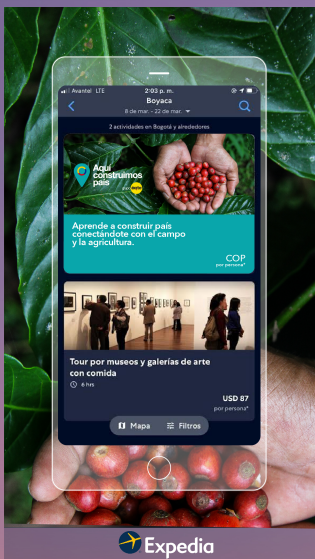 Avantel LTE
2:03 p. m.
Boyaca
8 de mar. - 22 de mar.
2 actividades en Bogotá y alrededores
Aquí
construimos
país
Aprende a construir país
conectándote con el campo
y la agricultura.
COP
por persona*
Tour por museos y galerías de arte
con comida
6 hrs
USD 87
por persona*
Mapa
Filtros
Expedia